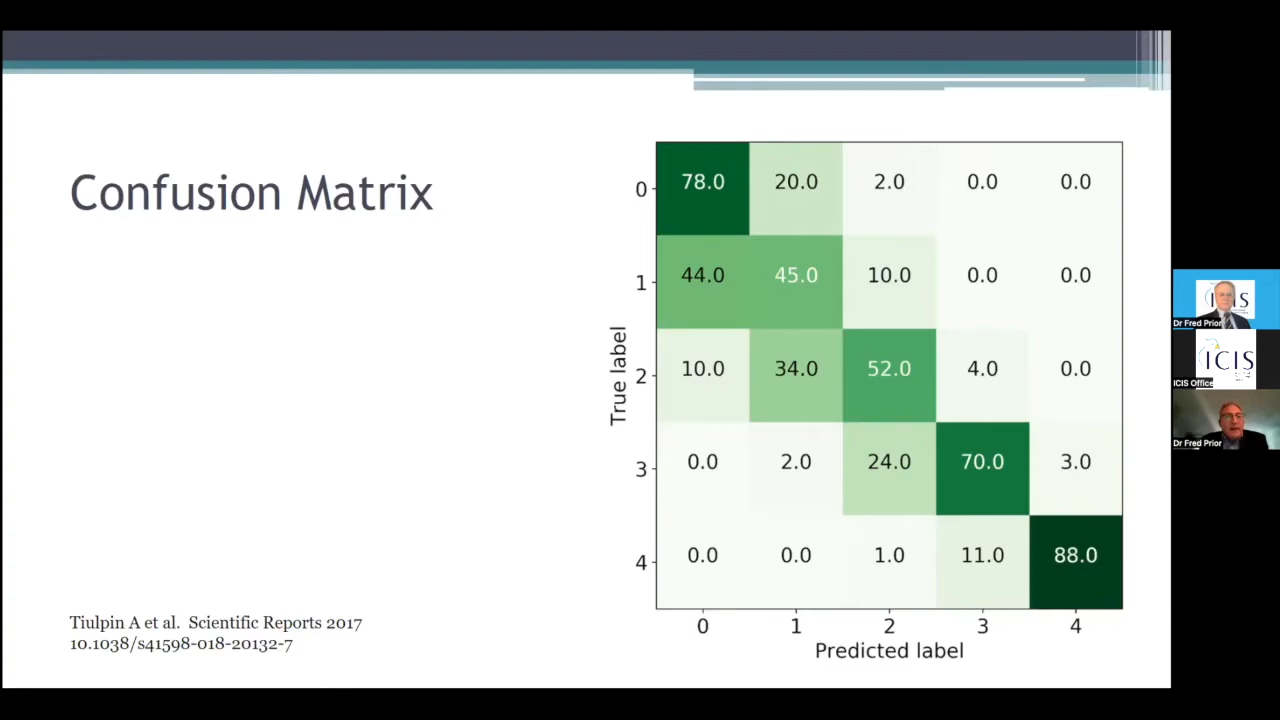 Confusion Matrix
True label
0 78.0 20.0 2.0 0.0 0.0
1 44.0 45.0 10.0 0.0 0.0
2 10.0 34.0 52.0 4.0 0.0
3 0.0 2.0 24.0 70.0 3.0
4 0.0 0.0 1.0 11.0 88.0
0 1 2 3 4
Predicted label
Tiulpin A et al. Scientific Reports 2017
10.1038/s41598-018-20132-7
Dr Fred Prior
ICIS
ICIS Office
Dr Fred Prior